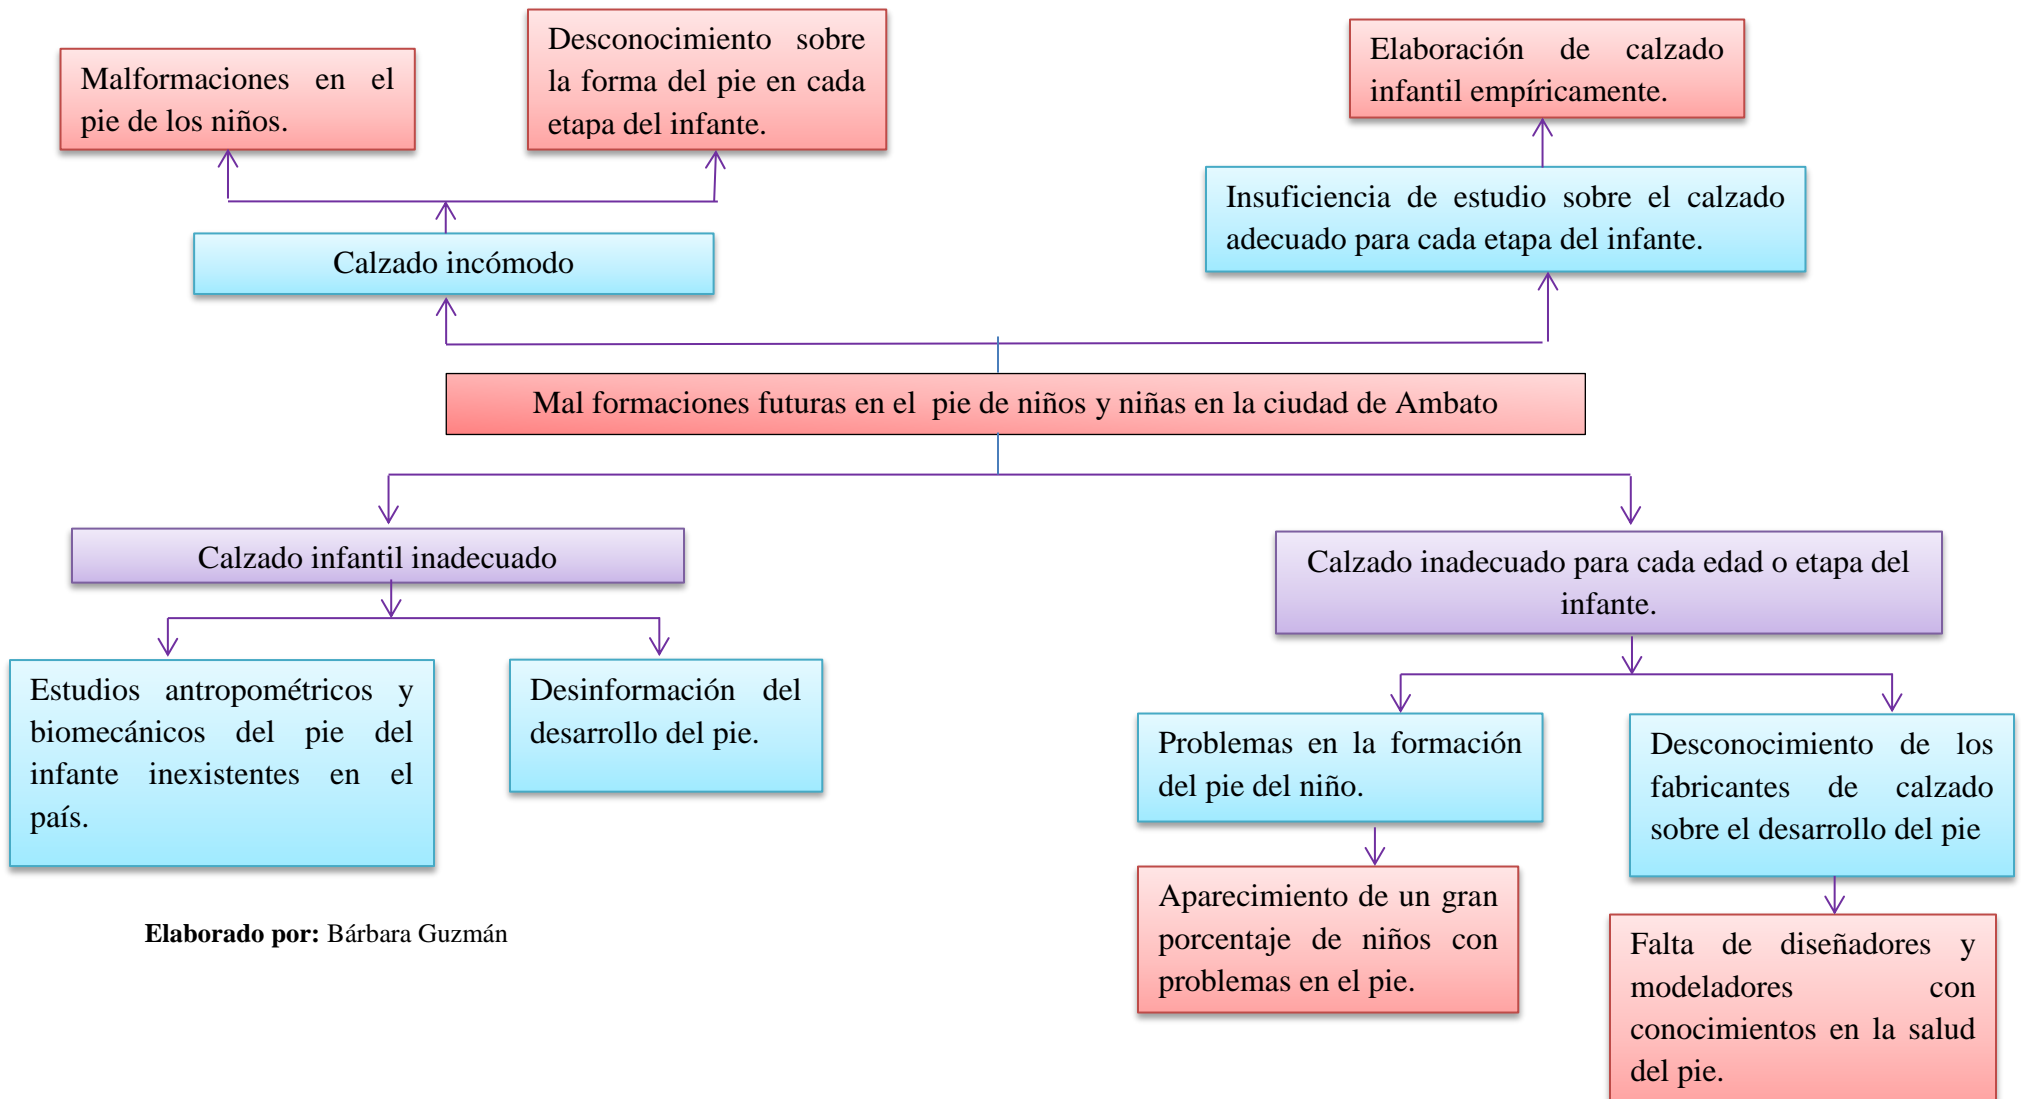 Malformaciones en el
pie de los niños.
Desconocimiento sobre
la forma del pie en cada
etapa del infante.
Elaboración de calzado
infantil empíricamente.
Calzado incómodo
Insuficiencia de estudio sobre el calzado
adecuado para cada etapa del infante.
Mal formaciones futuras en el pie de niños y niñas en la ciudad de Ambato
Calzado infantil inadecuado
Calzado inadecuado para cada edad o etapa del
infante.
Estudios antropométricos y
biomecánicos del pie del
infante inexistentes en el
país.
Desinformación del
desarrollo del pie.
Problemas en la formación
del pie del niño.
Desconocimiento de los
fabricantes de calzado
sobre el desarrollo del pie
Aparecimiento de un gran
porcentaje de niños con
problemas en el pie.
Falta de diseñadores y
modeladores con
conocimientos en la salud
del pie.
Elaborado por: Bárbara Guzmán